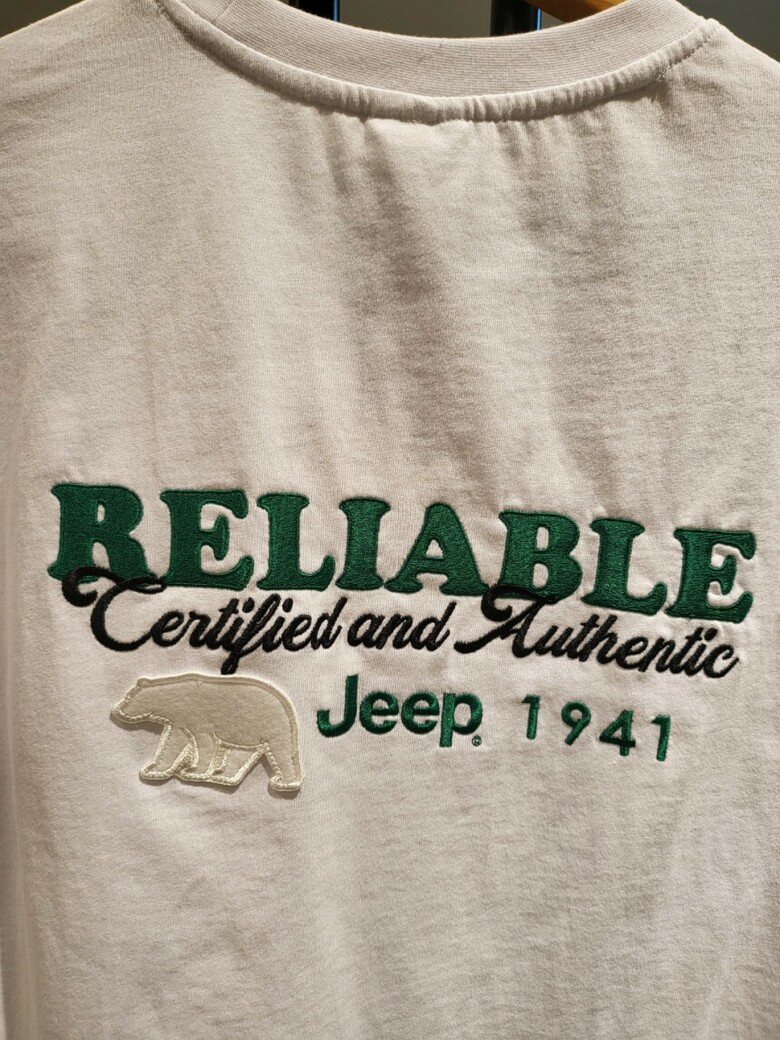 RELIABLE
Certified and Authentic
Jeep© 1941